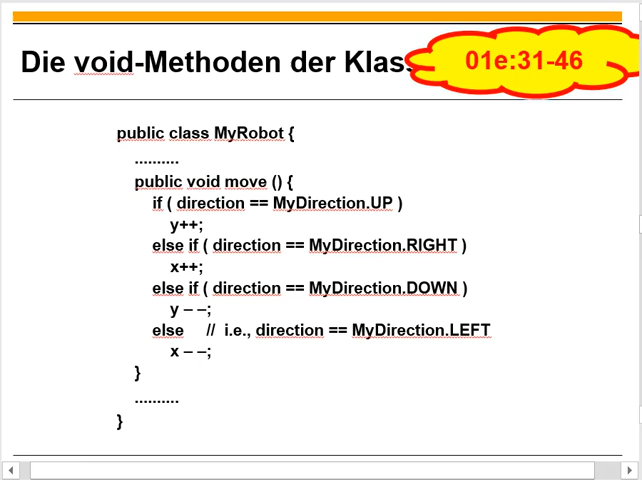 Die void-Methoden der Klass
01e:31-46
public class MyRobot {
..........
public void move () {
if ( direction == MyDirection.UP )
y++;
else if ( direction == MyDirection.RIGHT )
x++;
else if ( direction == MyDirection.DOWN )
y – –;
else // i.e., direction == MyDirection.LEFT
x – –;
}
..........
}